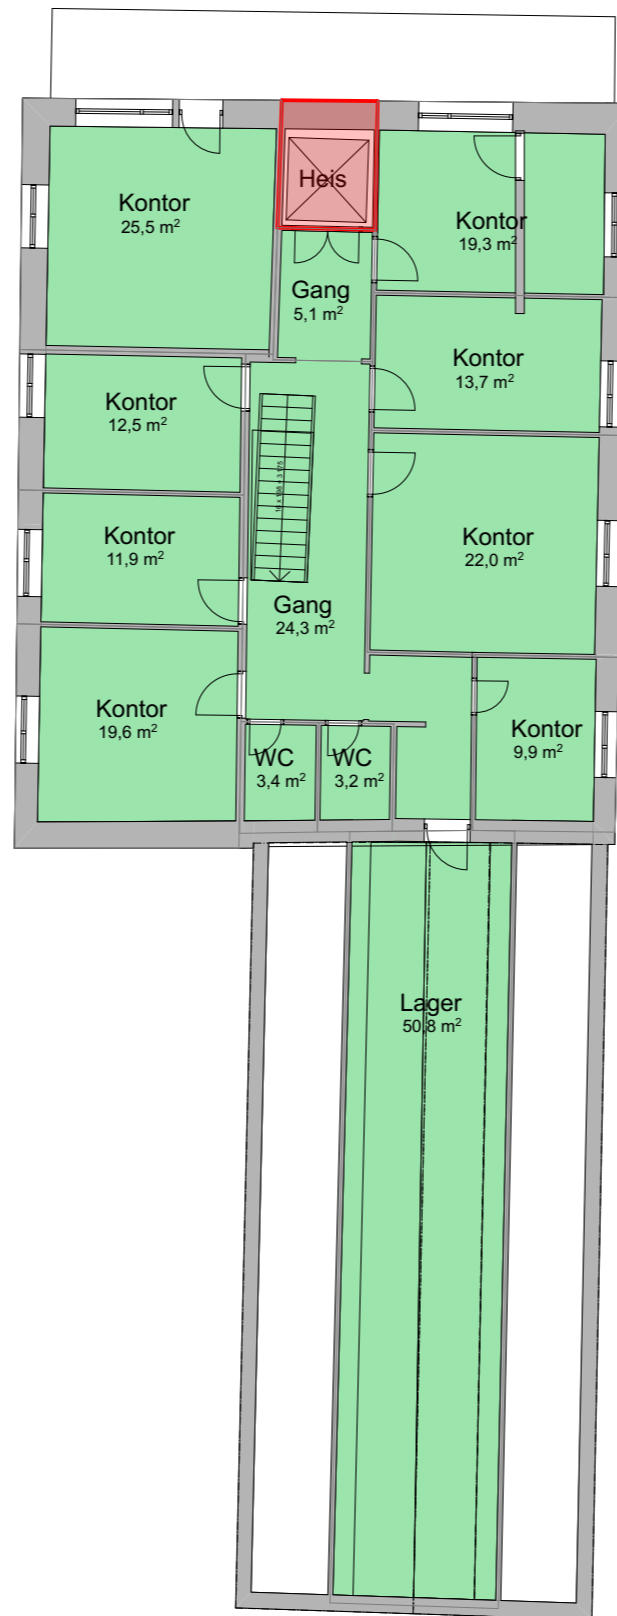 Heis
Kontor
25,5 m²
Kontor
19,3 m²
Gang
5,1 m²
Kontor
13,7 m²
Kontor
12,5 m²
Kontor
11,9 m²
Kontor
22,0 m²
Gang
24,3 m²
Kontor
19,6 m²
Kontor
9,9 m²
WC
3,4 m²
WC
3,2 m²
Lager
50,8 m²